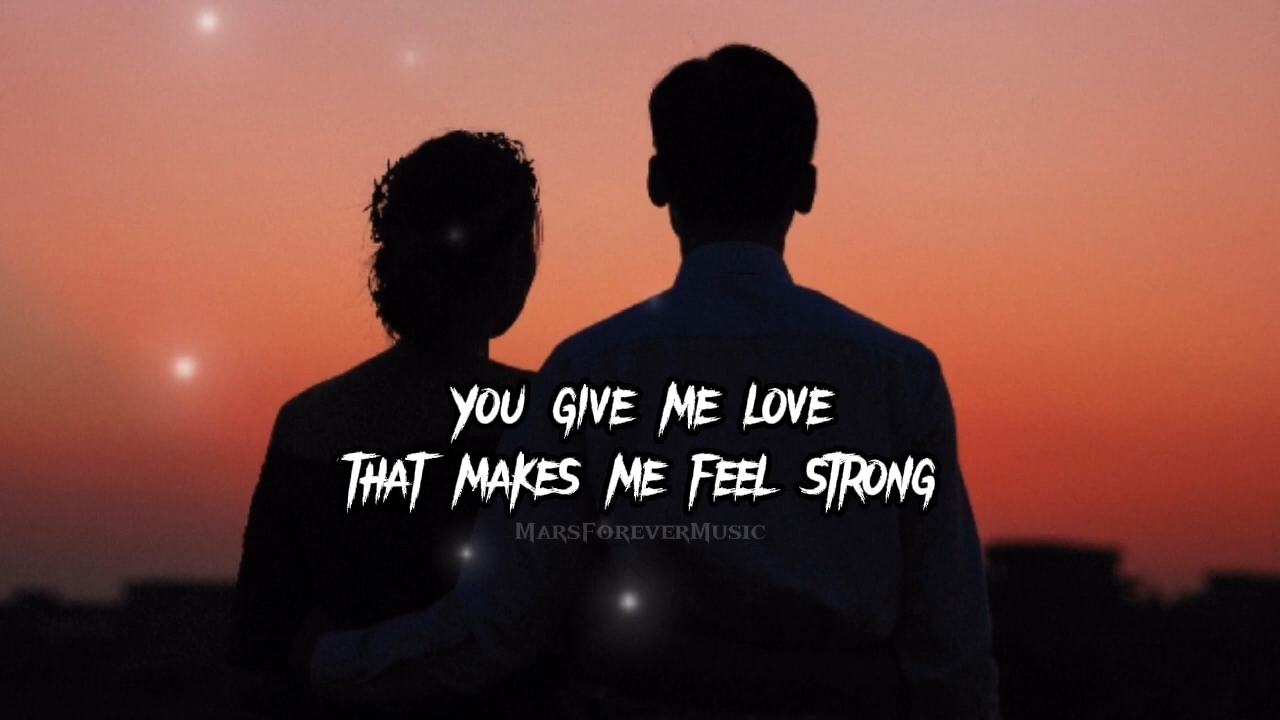 YOU GIVE ME LOVE
THAT MAKES ME FEEL STRONG
MARSFOREVERMUSIC